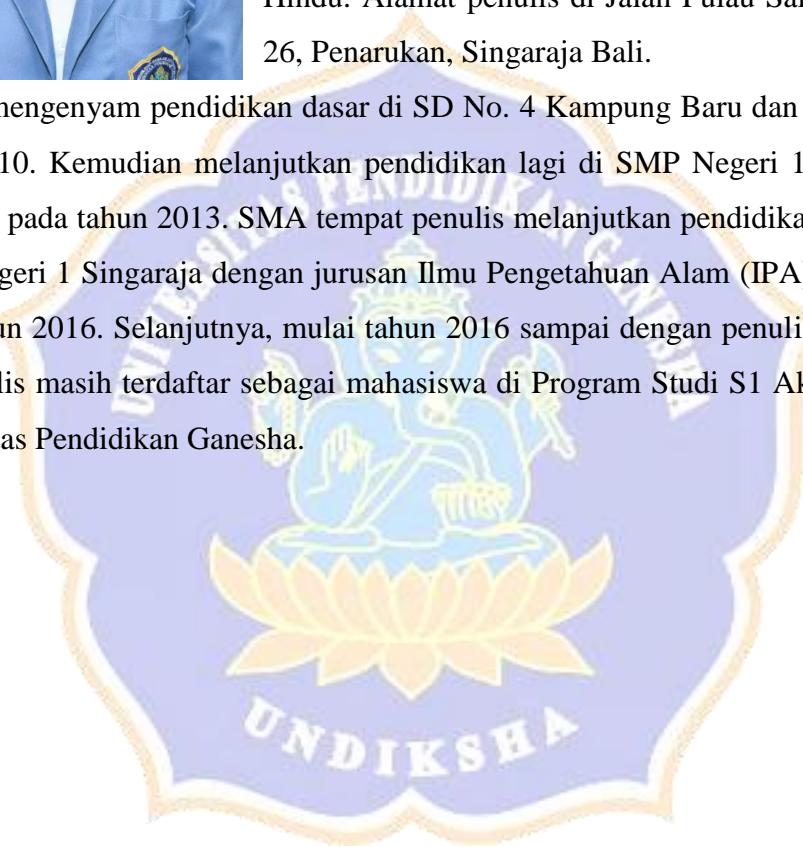 Hindu. Alamat penulis di Jalan Pulau
26, Penarukan, Singaraja Bali.
mengenyam pendidikan dasar di SD No. 4 Kampung Baru dan
10. Kemudian melanjutkan pendidikan lagi di SMP Negeri 1
pada tahun 2013. SMA tempat penulis melanjutkan
geri 1 Singaraja dengan jurusan Ilmu Pengetahuan Alam (IPA)
un 2016. Selanjutnya, mulai tahun 2016 sampai dengan penuli
lis masih terdaftar sebagai mahasiswa di Program Studi S1 Ak
as Pendidikan Ganesha.
UNIVERSITAS PENDIDIKAN GANESHA
UNDIKSHA